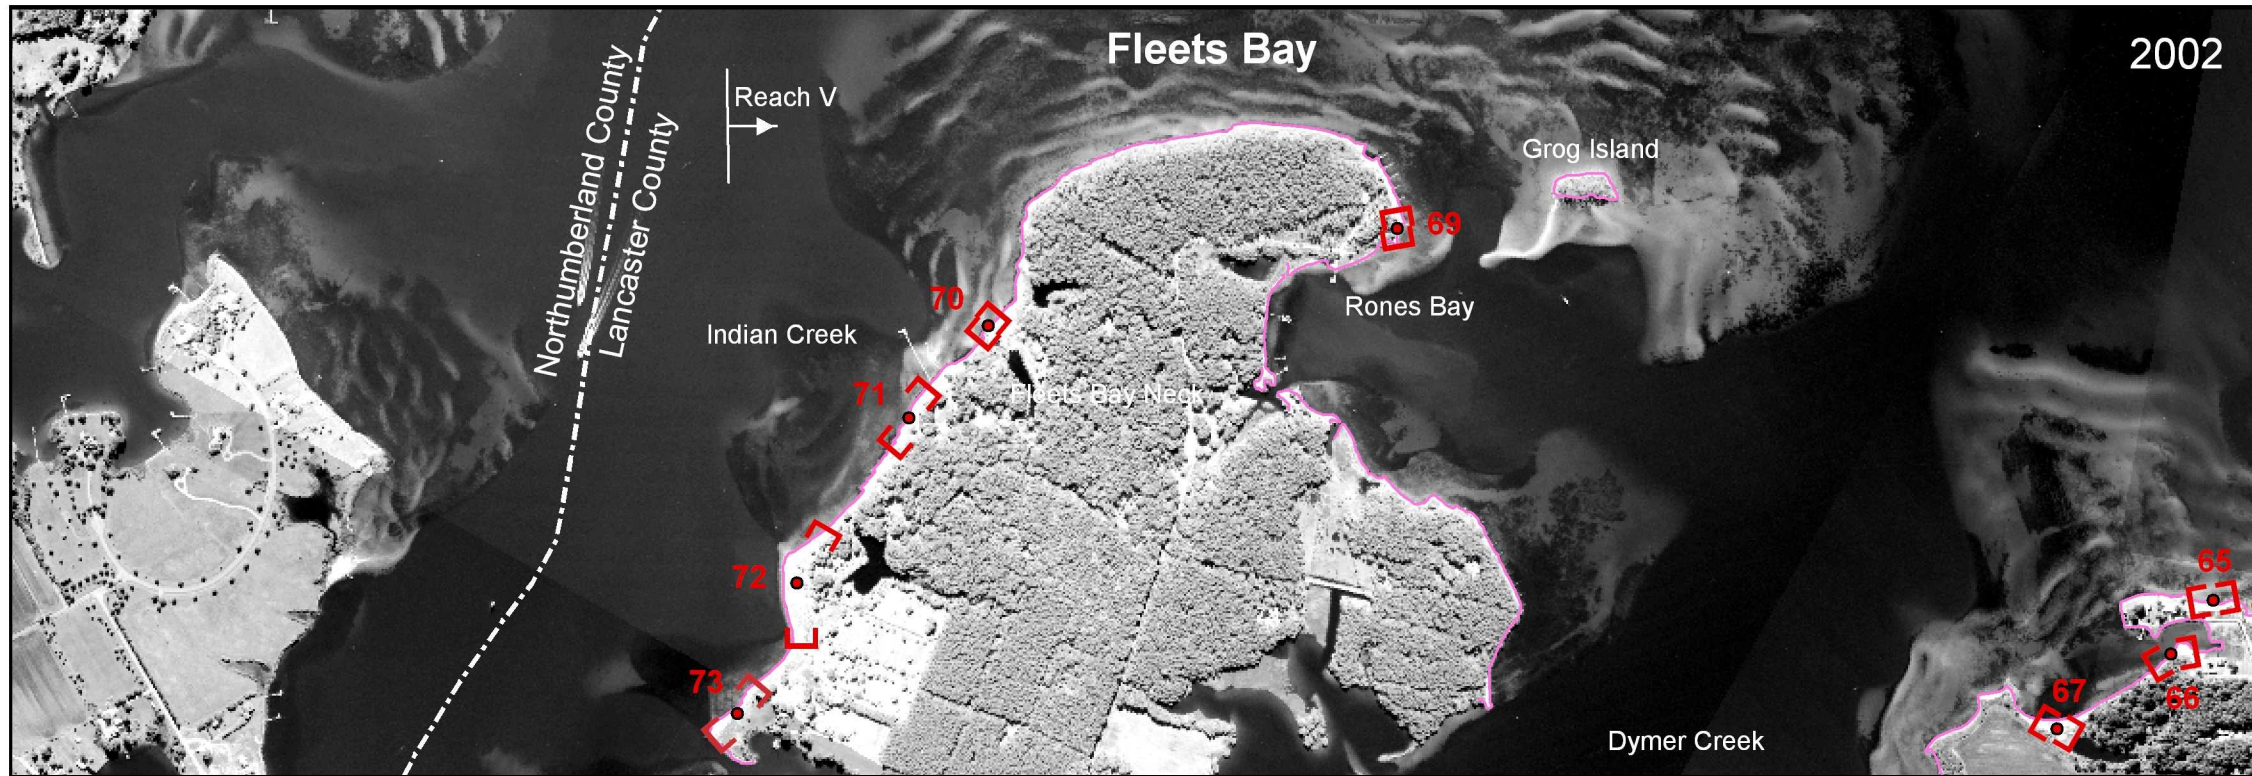 Fleets Bay
2002
Reach V
Northumberland County
Lancaster County
Grog Island
69
Rones Bay
70
Indian Creek
71
Fleets Bay Neck
72
65
73
66
67
Dymer Creek